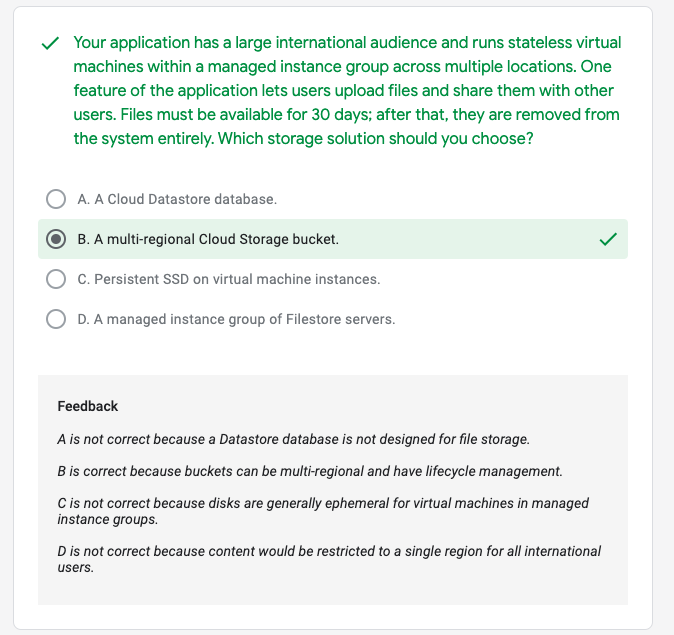 Your application has a large international audience and runs stateless virtual
machines within a managed instance group across multiple locations. One
feature of the application lets users upload files and share them with other
users. Files must be available for 30 days; after that, they are removed from
the system entirely. Which storage solution should you choose?
A. A Cloud Datastore database.
B. A multi-regional Cloud Storage bucket.
C. Persistent SSD on virtual machine instances.
D. A managed instance group of Filestore servers.
Feedback
A is not correct because a Datastore database is not designed for file storage.
B is correct because buckets can be multi-regional and have lifecycle management.
C is not correct because disks are generally ephemeral for virtual machines in managed
instance groups.
D is not correct because content would be restricted to a single region for all international
users.